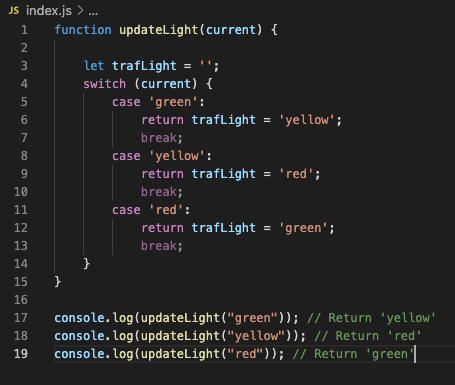 JS index.js > ...
1 function updateLight(current) {
2
3     let trafLight = '';
4     switch (current) {
5         case 'green':
6             return trafLight = 'yellow';
7             break;
8         case 'yellow':
9             return trafLight = 'red';
10             break;
11         case 'red':
12             return trafLight = 'green';
13             break;
14     }
15 }
16
17 console.log(updateLight("green")); // Return 'yellow'
18 console.log(updateLight("yellow")); // Return 'red'
19 console.log(updateLight("red")); // Return 'green'